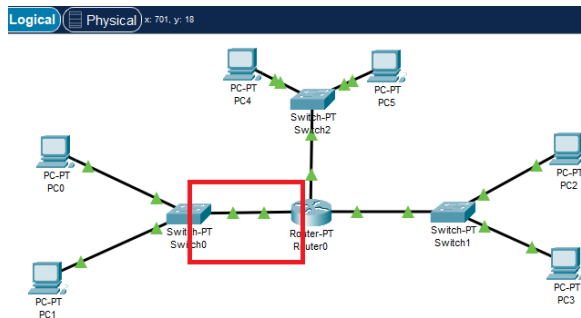 Logical Physical x: 701, y: 18
PC-PT
PC4
PC-PT
PC5
Switch-PT
Switch2
PC-PT
PC0
Switch-PT
Switch0
Router-PT
Router0
Switch-PT
Switch1
PC-PT
PC2
PC-PT
PC1
PC-PT
PC3